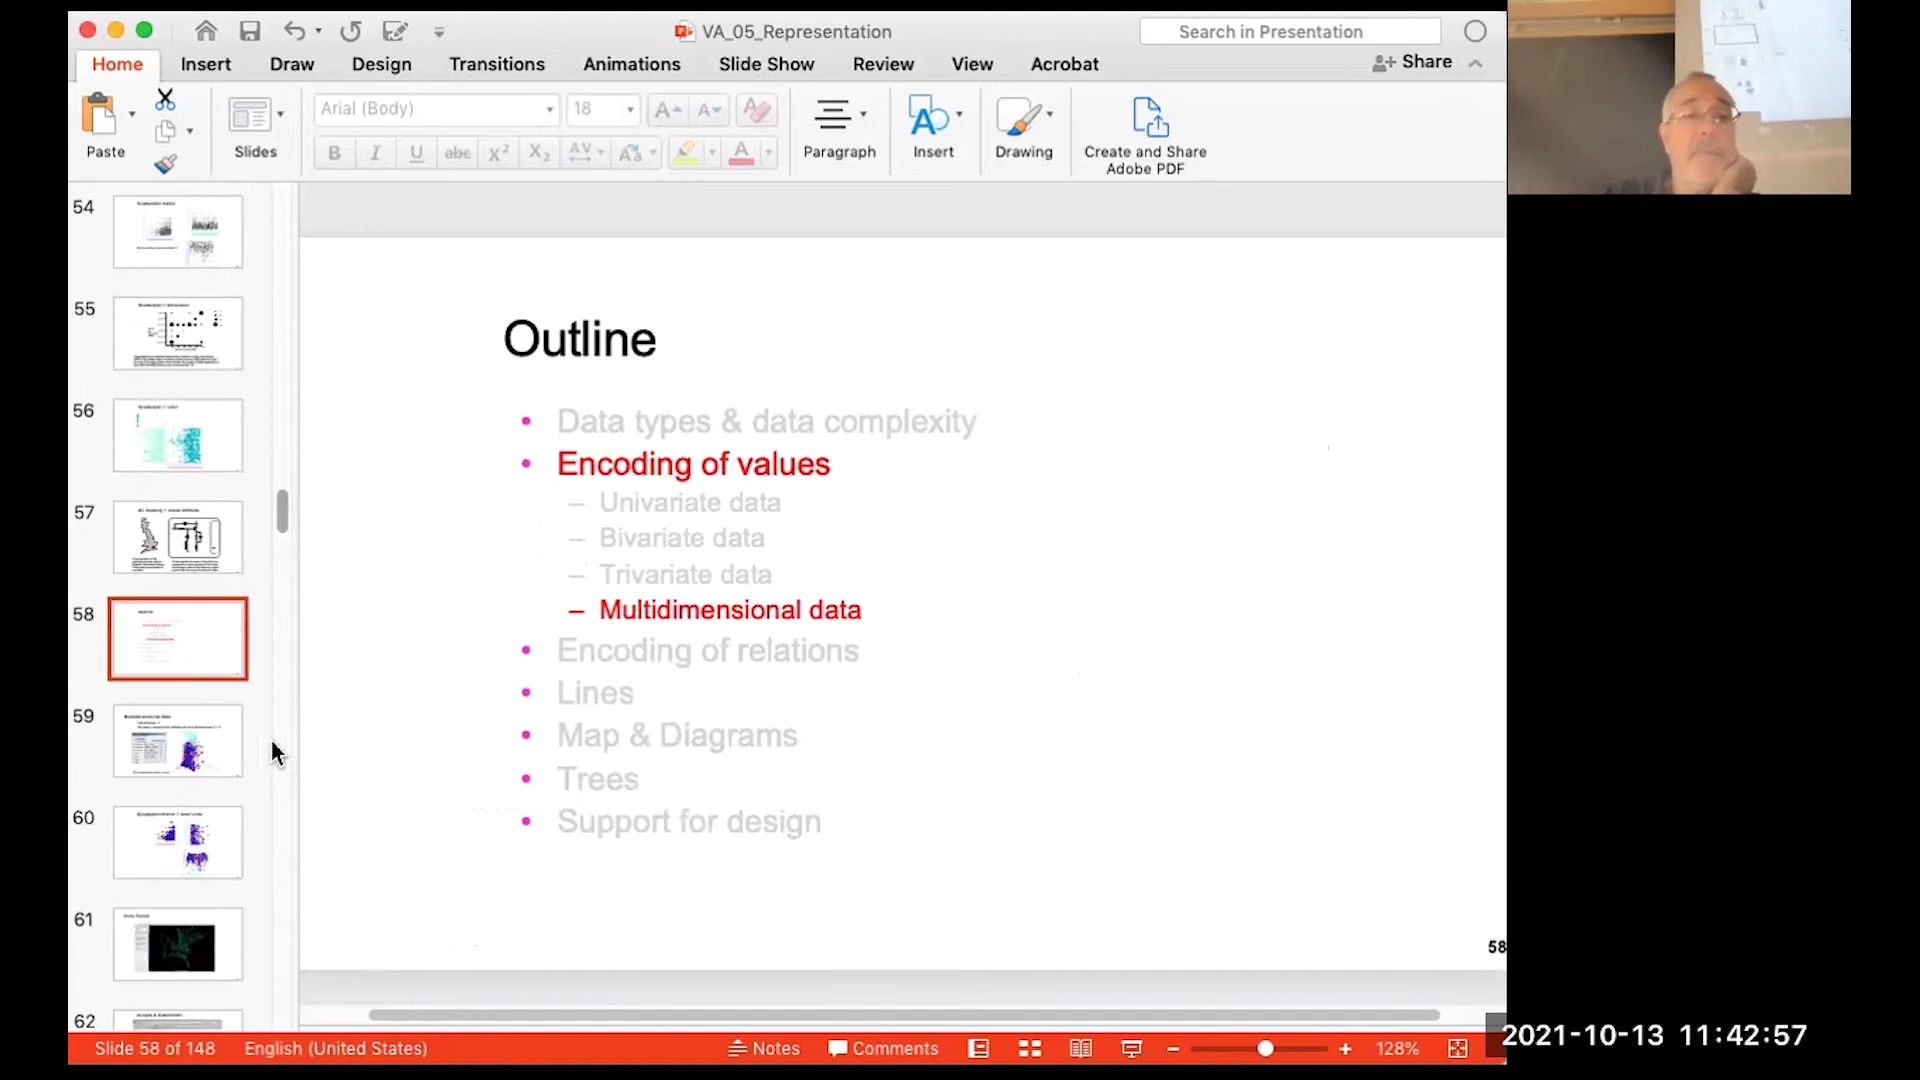 VA_05_Representation
Search in Presentation
Home Insert Draw Design Transitions Animations Slide Show Review View Acrobat Share
Arial (Body) 18
Paste Slides Paragraph Insert Drawing Create and Share
Adobe PDF
54
55
56
57
58
59
60
61
62
Outline
• Data types & data complexity
• Encoding of values
– Univariate data
– Bivariate data
– Trivariate data
– Multidimensional data
• Encoding of relations
• Lines
• Map & Diagrams
• Trees
• Support for design
58
Slide 58 of 148 English (United States) Notes Comments 128%
2021-10-13 11:42:57